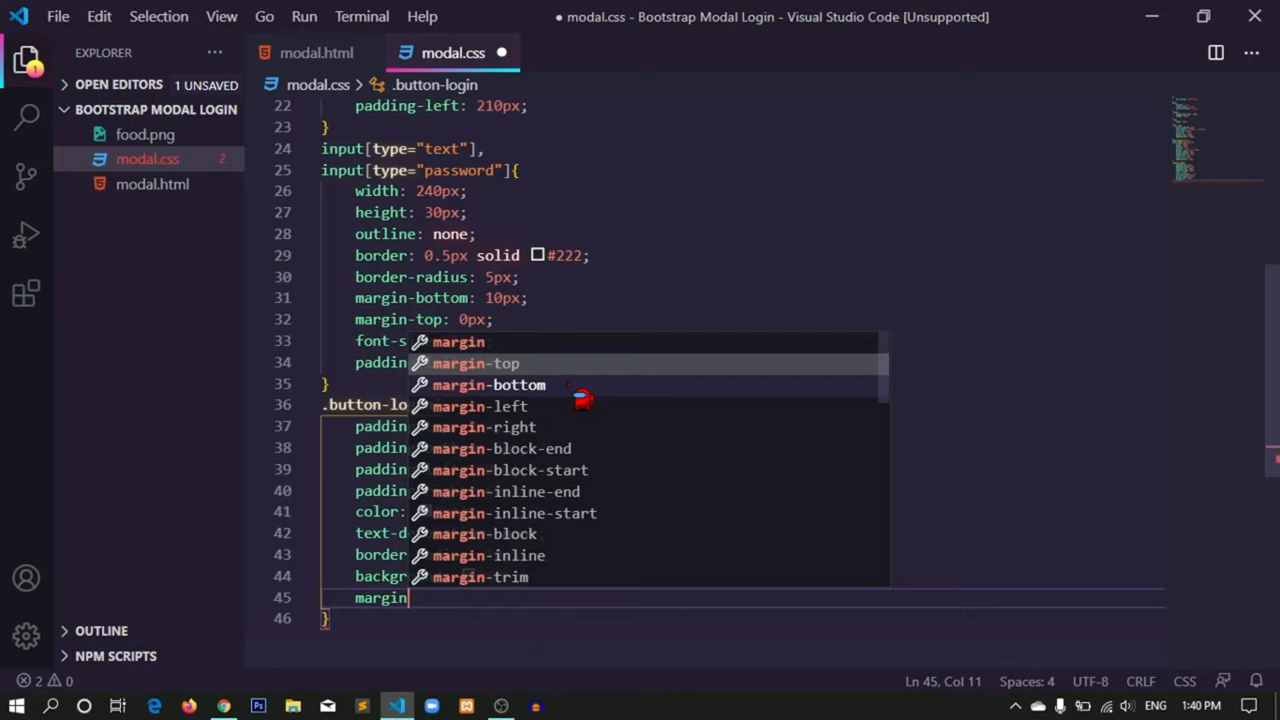 File Edit Selection View Go Run Terminal Help
● modal.css - Bootstrap Modal Login - Visual Studio Code [Unsupported]
EXPLORER ···
modal.html
modal.css ●
OPEN EDITORS 1 UNSAVED
modal.css > .button-login
BOOTSTRAP MODAL LOGIN
food.png
modal.css 2
modal.html
22 padding-left: 210px;
23 }
24 input[type="text"],
25 input[type="password"]{
26 width: 240px;
27 height: 30px;
28 outline: none;
29 border: 0.5px solid #222;
30 border-radius: 5px;
31 margin-bottom: 10px;
32 margin-top: 0px;
33 font-s
34 paddin
35 }
36 .button-lo
37 paddin
38 paddin
39 paddin
40 paddin
41 color:
42 text-d
43 border
44 backgr
45 margin
46 }
margin
margin-top
margin-bottom
margin-left
margin-right
margin-block-end
margin-block-start
margin-inline-end
margin-inline-start
margin-block
margin-inline
margin-trim
OUTLINE
NPM SCRIPTS
2 0 Ln 45, Col 11 Spaces: 4 UTF-8 CRLF CSS
1
ENG 1:40 PM